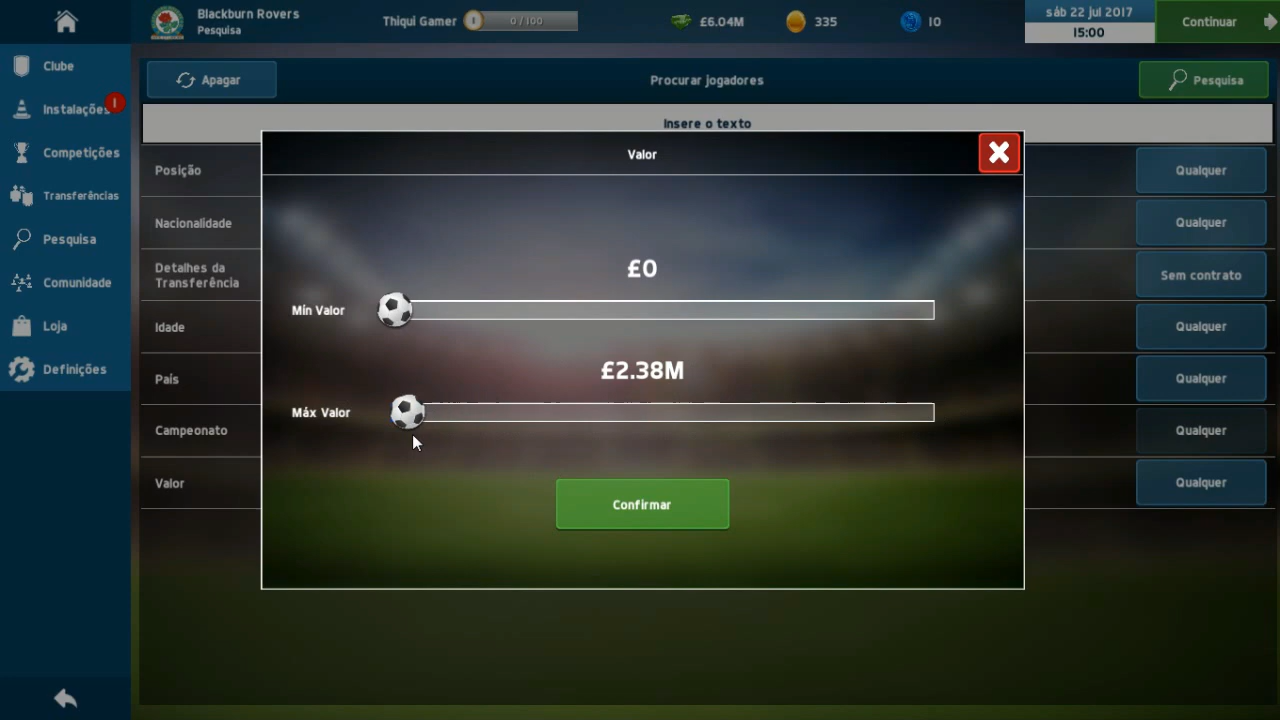 Blackburn Rovers
Pesquisa
Thiqui Gamer
1
0 / 100
£6.04M
335
10
sáb 22 jul 2017
15:00
Continuar
Clube
Instalações
Competições
Transferências
Pesquisa
Comunidade
Loja
Definições
Apagar
Procurar jogadores
Pesquisa
Insere o texto
Posição
Qualquer
Nacionalidade
Qualquer
Detalhes da
Transferência
Sem contrato
Idade
Qualquer
País
Qualquer
Campeonato
Qualquer
Valor
Qualquer
Valor
£0
Mín Valor
£2.38M
Máx Valor
Confirmar